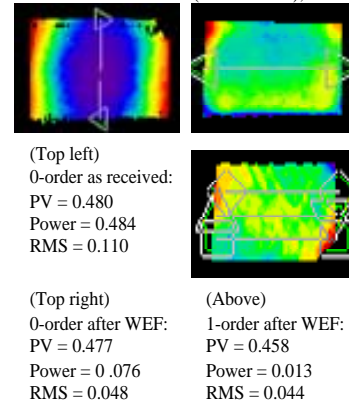 (Top left)
0-order as received:
PV = 0.480
Power = 0.484
RMS = 0.110
(Top right)
0-order after WEF:
PV = 0.477
Power = 0 .076
RMS = 0.048
(Above)
1-order after WEF:
PV = 0.458
Power = 0.013
RMS = 0.044